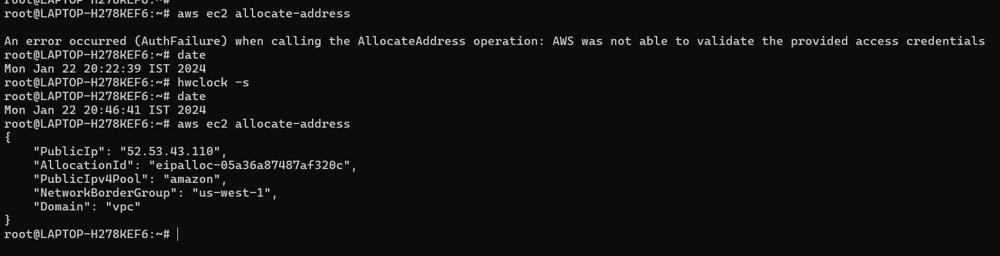 root@LAPTOP-H278KEF6:~#
root@LAPTOP-H278KEF6:~# aws ec2 allocate-address
An error occurred (AuthFailure) when calling the AllocateAddress operation: AWS was not able to validate the provided access credentials
root@LAPTOP-H278KEF6:~# date
Mon Jan 22 20:22:39 IST 2024
root@LAPTOP-H278KEF6:~# hwclock -s
root@LAPTOP-H278KEF6:~# date
Mon Jan 22 20:46:41 IST 2024
root@LAPTOP-H278KEF6:~# aws ec2 allocate-address
{
    "PublicIp": "52.53.43.110",
    "AllocationId": "eipalloc-05a36a87487af320c",
    "PublicIpv4Pool": "amazon",
    "NetworkBorderGroup": "us-west-1",
    "Domain": "vpc"
}
root@LAPTOP-H278KEF6:~#